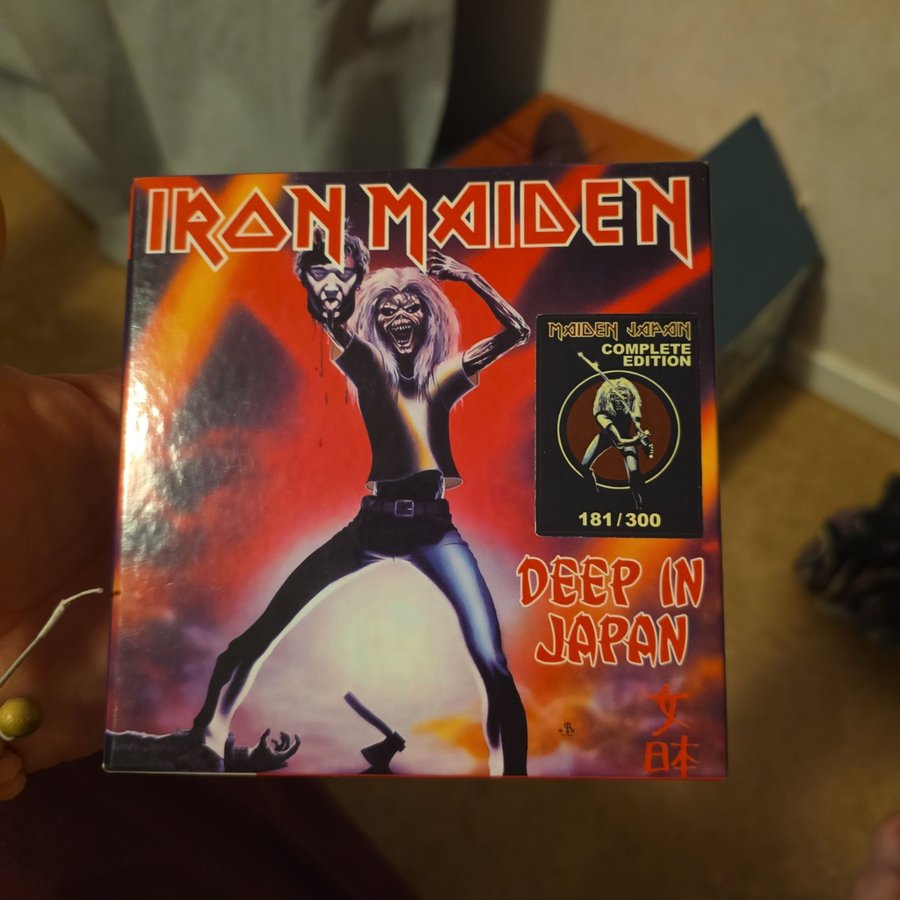 IRON MAIDEN
MAIDEN JAPAN
COMPLETE
EDITION
181/300
DEEP IN
JAPAN
女
日本